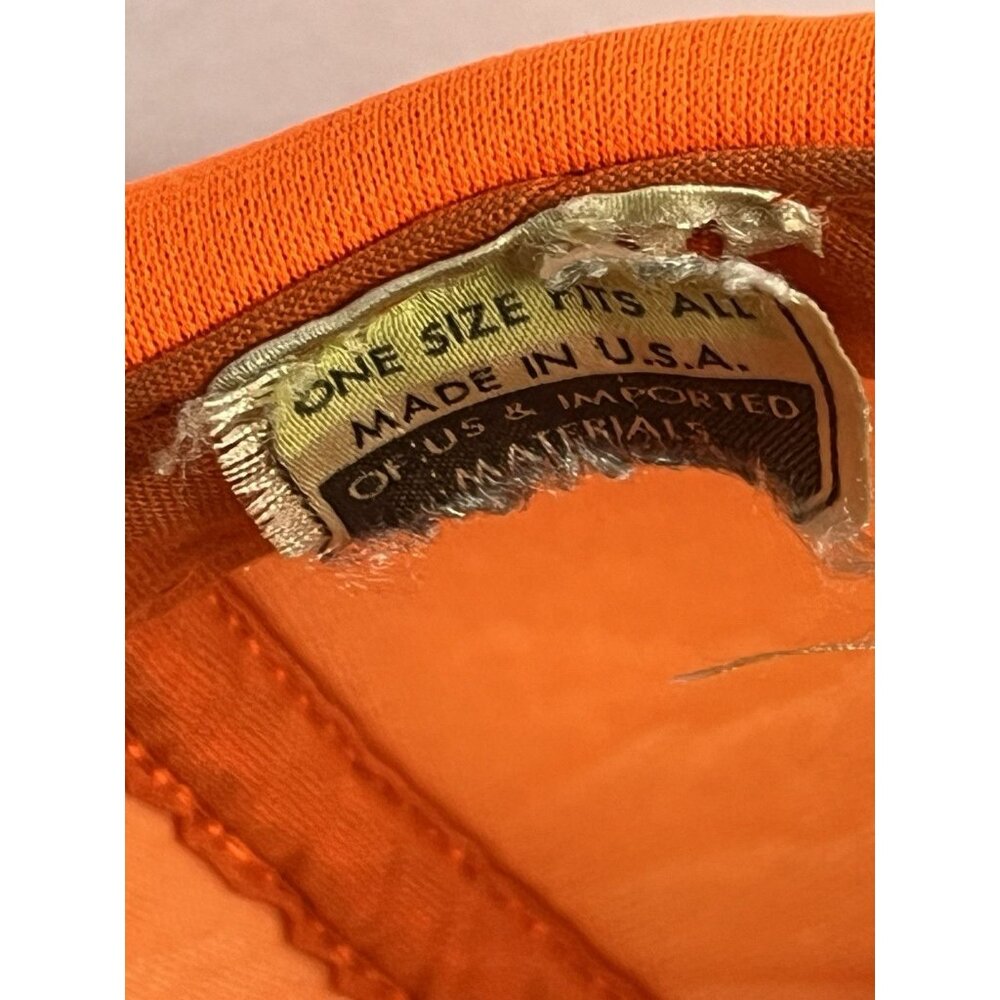 ONE SIZE FITS ALL
MADE IN U.S.A.
OF US & IMPORTED
MATERIALS